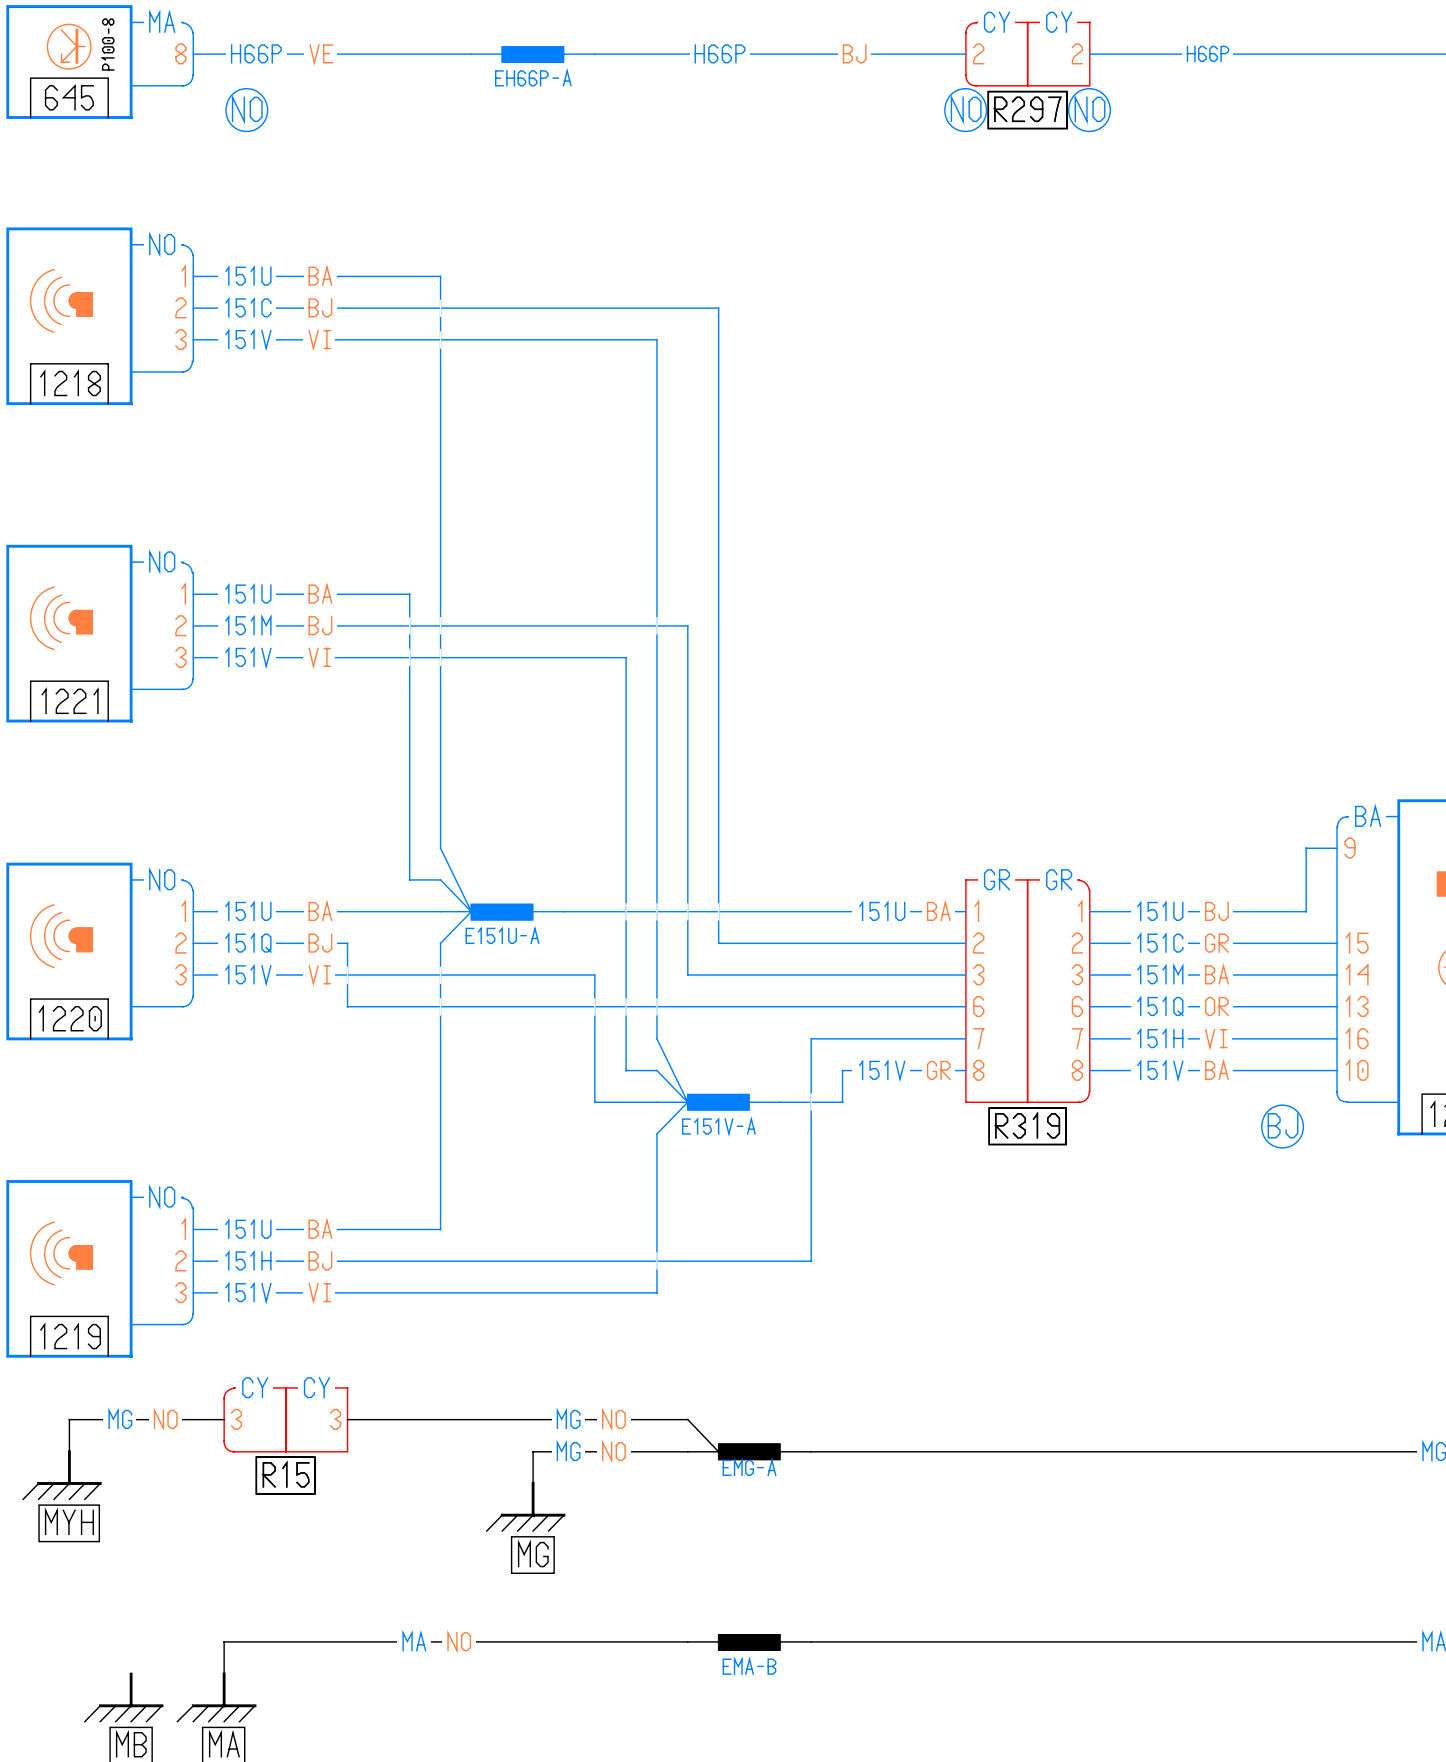 MA CY CY
P100-8 8 H66P VE H66P BJ 2 2 H66P
EH66P-A
645 NO NO R297 NO
NO
1 151U BA
2 151C BJ
3 151V VI
1218
NO
1 151U BA
2 151M BJ
3 151V VI
1221
BA
9
NO GR GR
1 151U BA 151U BA 1 1 151U BJ
2 151Q BJ E151U-A 2 2 151C GR 15
3 151V VI 3 3 151M BA 14
1220 6 6 151Q OR 13
7 7 151H VI 16
151V GR 8 8 151V BA 10
E151V-A R319 BJ
NO
1 151U BA
2 151H BJ
3 151V VI
1219
CY CY
MG NO 3 3 MG NO
MG NO EMG-A MG
R15
MYH
MG
MA NO EMA-B MA
MB MA